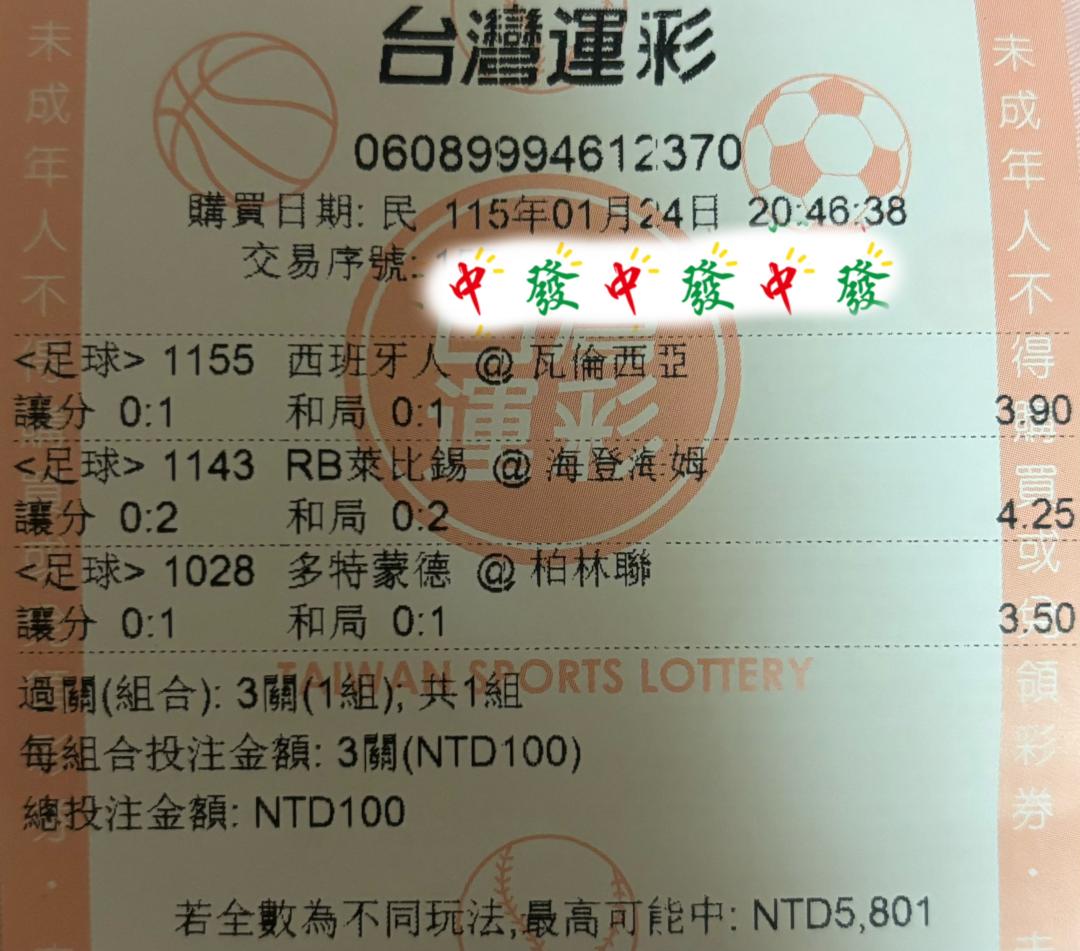 台灣運彩
06089994612370
購買日期: 民 115年01月24日 20:46:38
交易序號:
中發中發中發
<足球> 1155 西班牙人 @ 瓦倫西亞
讓分 0:1 和局 0:1 3.90
<足球> 1143 RB萊比錫 @ 海登海姆
讓分 0:2 和局 0:2 4.25
<足球> 1028 多特蒙德 @ 柏林聯
讓分 0:1 和局 0:1 3.50
TAIWAN SPORTS LOTTERY
過關(組合): 3關(1組); 共1組
每組合投注金額: 3關(NTD100)
總投注金額: NTD100
若全數為不同玩法,最高可能中: NTD5,801
未成年人不得
未成年人不得購買或兌領彩券.